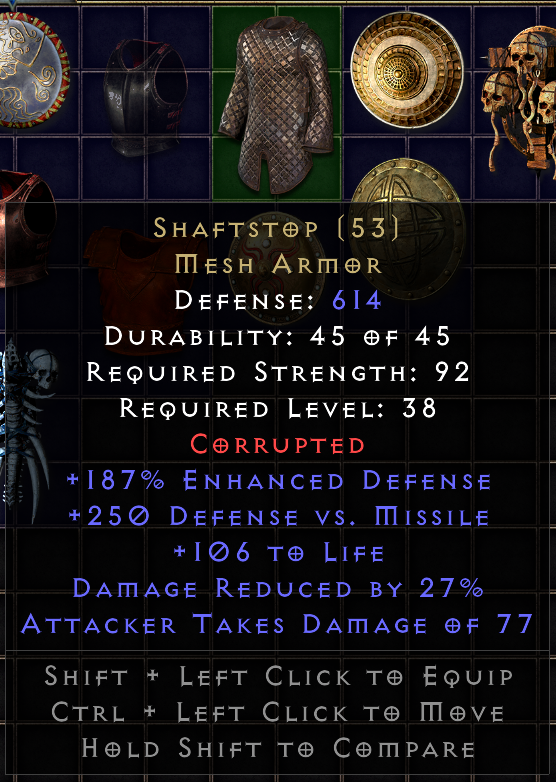 Shaftstop (53)
Mesh Armor
Defense: 614
Durability: 45 of 45
Required Strength: 92
Required Level: 38
Corrupted
+187% Enhanced Defense
+250 Defense vs. Missile
+106 to Life
Damage Reduced by 27%
Attacker Takes Damage of 77
Shift + Left Click to Equip
Ctrl + Left Click to Move
Hold Shift to Compare